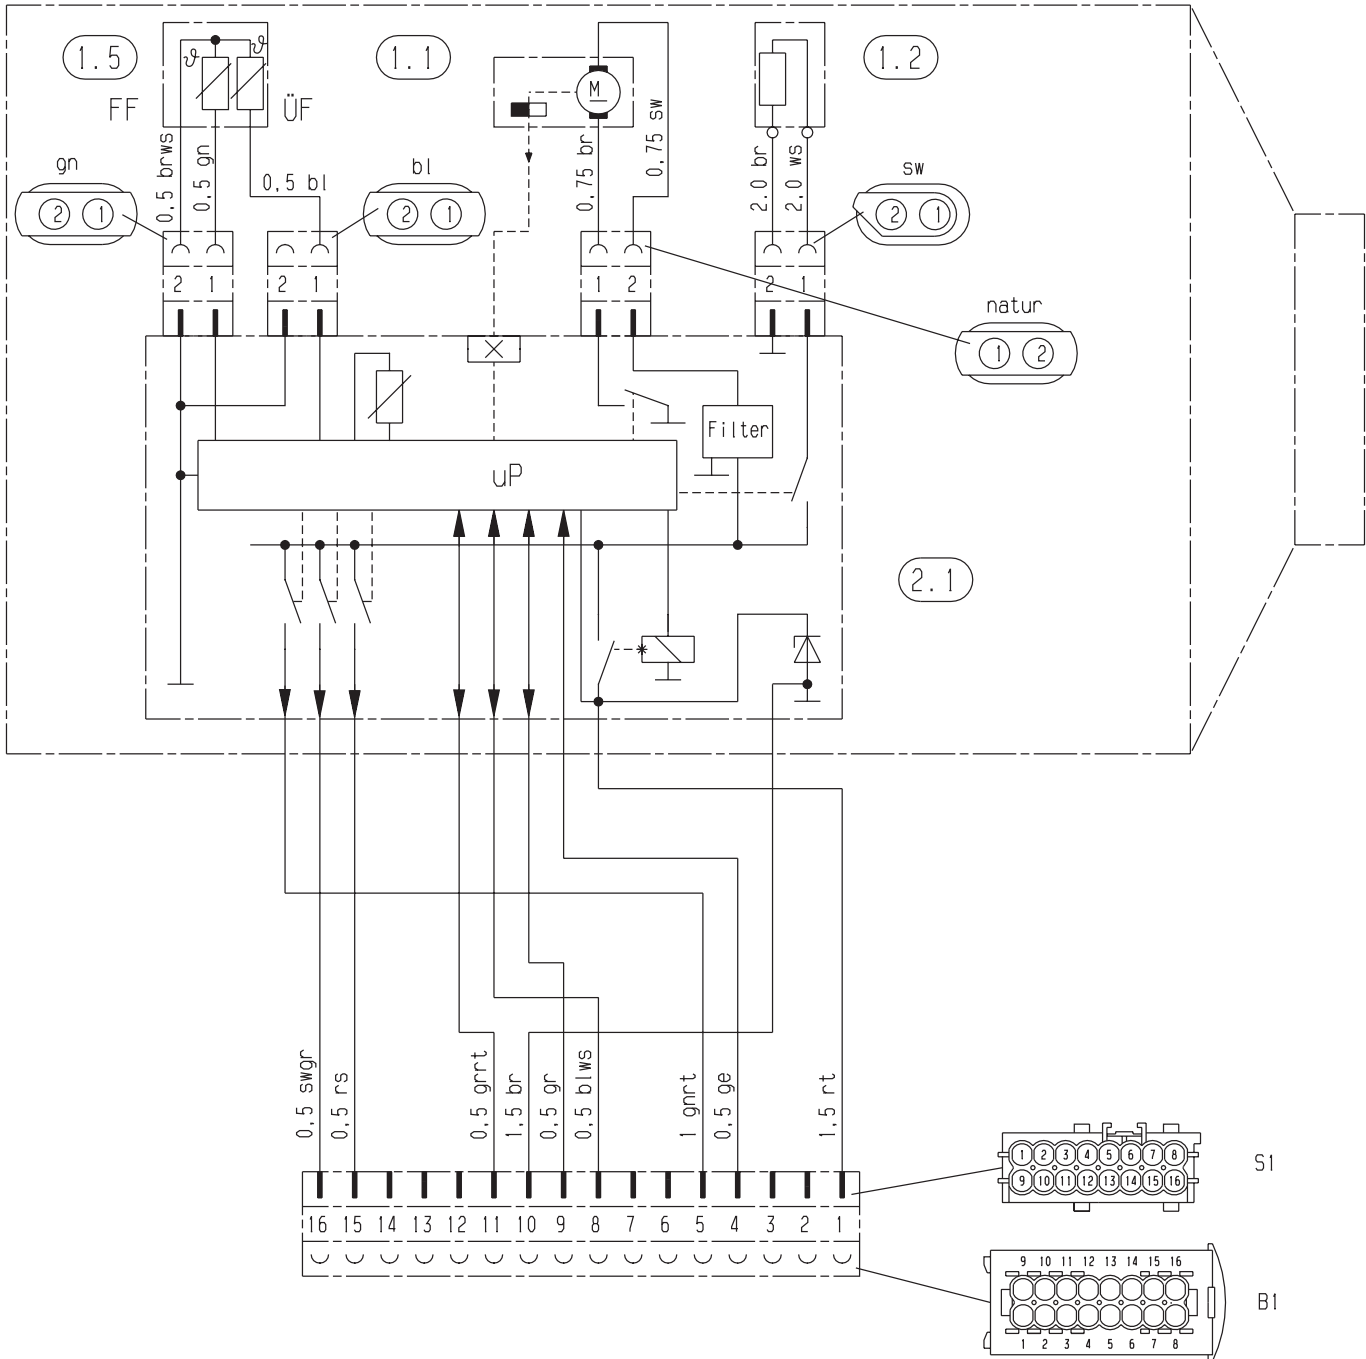 1.5
1.1
1.2
FF
ϑ
ϑ
ÜF
M
gn
0,5 brws
0,5 gn
0,5 bl
bl
0,75 br
0,75 sw
2.0 br
2.0 ws
sw
2 1
2 1
2 1
2 1
2 1
1 2
2 1
natur
1 2
Filter
uP
2.1
0,5 swgr
0,5 rs
0,5 grrt
1,5 br
0,5 gr
0,5 blws
1 gnrt
0,5 ge
1,5 rt
16 15 14 13 12 11 10 9 8 7 6 5 4 3 2 1
1 2 3 4 5 6 7 8
9 10 11 12 13 14 15 16
S1
9 10 11 12 13 14 15 16
1 2 3 4 5 6 7 8
B1